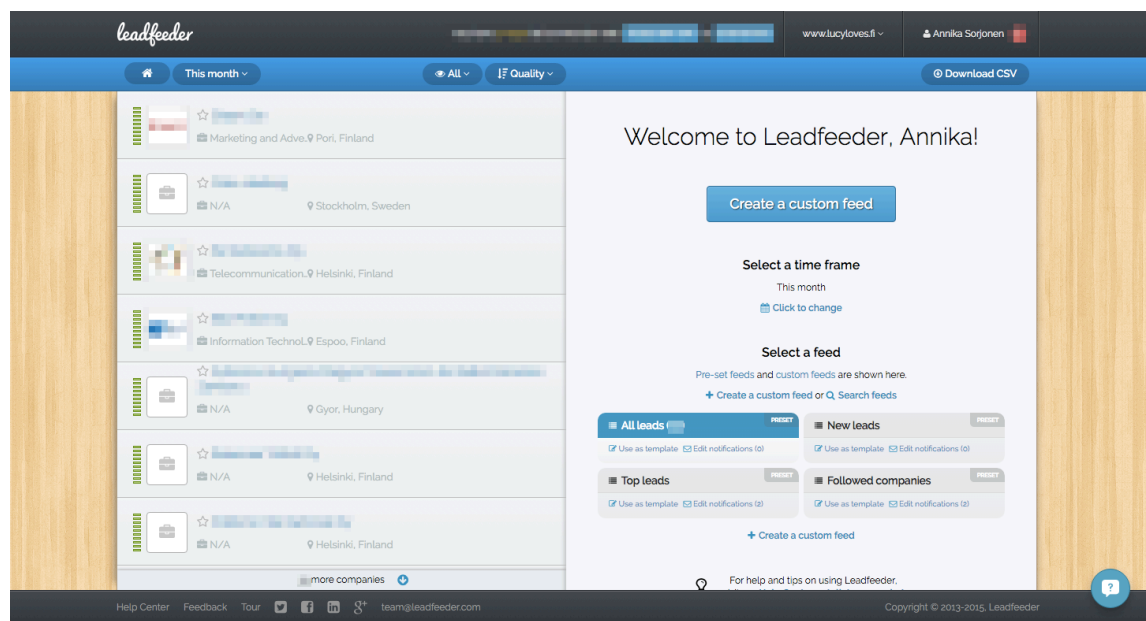 leadfeeder
www.lucyloves.fi
Annika Sorjonen
This month
All
Quality
Download CSV
Marketing and Adve..
Pori, Finland
N/A
Stockholm, Sweden
Telecommunication..
Helsinki, Finland
Information Technol..
Espoo, Finland
N/A
Gyor, Hungary
N/A
Helsinki, Finland
N/A
Helsinki, Finland
more companies
Welcome to Leadfeeder, Annika!
Create a custom feed
Select a time frame
This month
Click to change
Select a feed
Pre-set feeds and custom feeds are shown here.
+ Create a custom feed or Search feeds
All leads
PRESET
Use as template Edit notifications (0)
New leads
PRESET
Use as template Edit notifications (0)
Top leads
PRESET
Use as template Edit notifications (2)
Followed companies
PRESET
Use as template Edit notifications (2)
+ Create a custom feed
For help and tips on using Leadfeeder,
Help Center Feedback Tour
team@leadfeeder.com
Copyright © 2013-2015, Leadfeeder